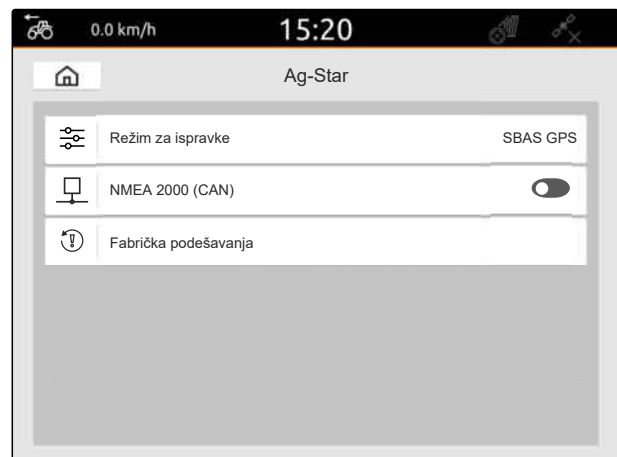 0.0 km/h 15:20
Ag-Star
Režim za ispravke SBAS GPS
NMEA 2000 (CAN)
Fabrička podešavanja